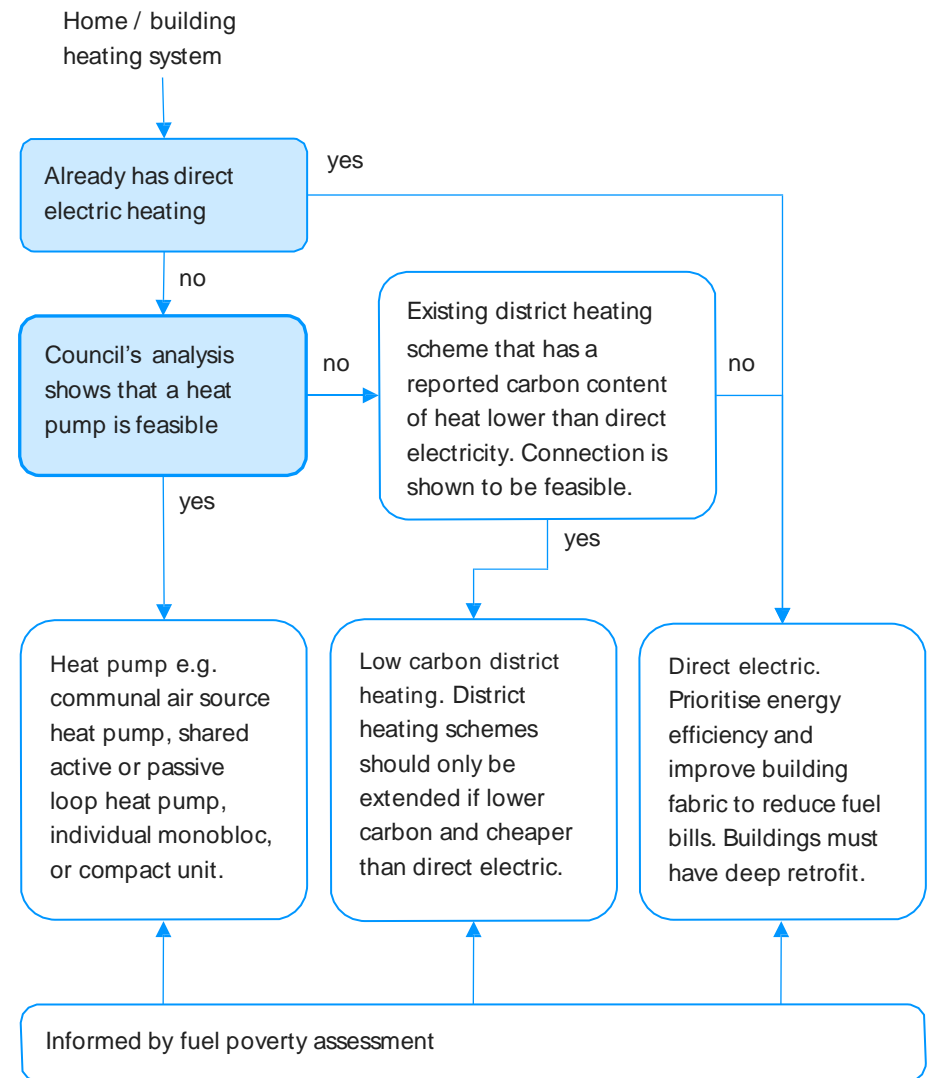 Home / building
heating system
Already has direct
electric heating
yes
no
Council's analysis
shows that a heat
pump is feasible
no
Existing district heating
scheme that has a
reported carbon content
of heat lower than direct
electricity. Connection is
shown to be feasible.
no
yes
yes
Heat pump e.g.
communal air source
heat pump, shared
active or passive
loop heat pump,
individual monobloc,
or compact unit.
Low carbon district
heating. District
heating schemes
should only be
extended if lower
carbon and cheaper
than direct electric.
Direct electric.
Prioritise energy
efficiency and
improve building
fabric to reduce fuel
bills. Buildings must
have deep retrofit.
Informed by fuel poverty assessment